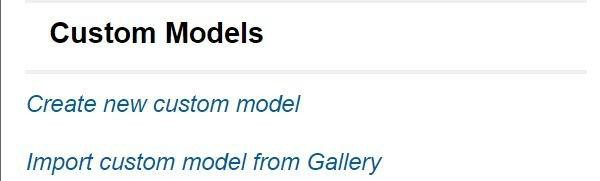 Custom Models
Create new custom model
Import custom model from Gallery